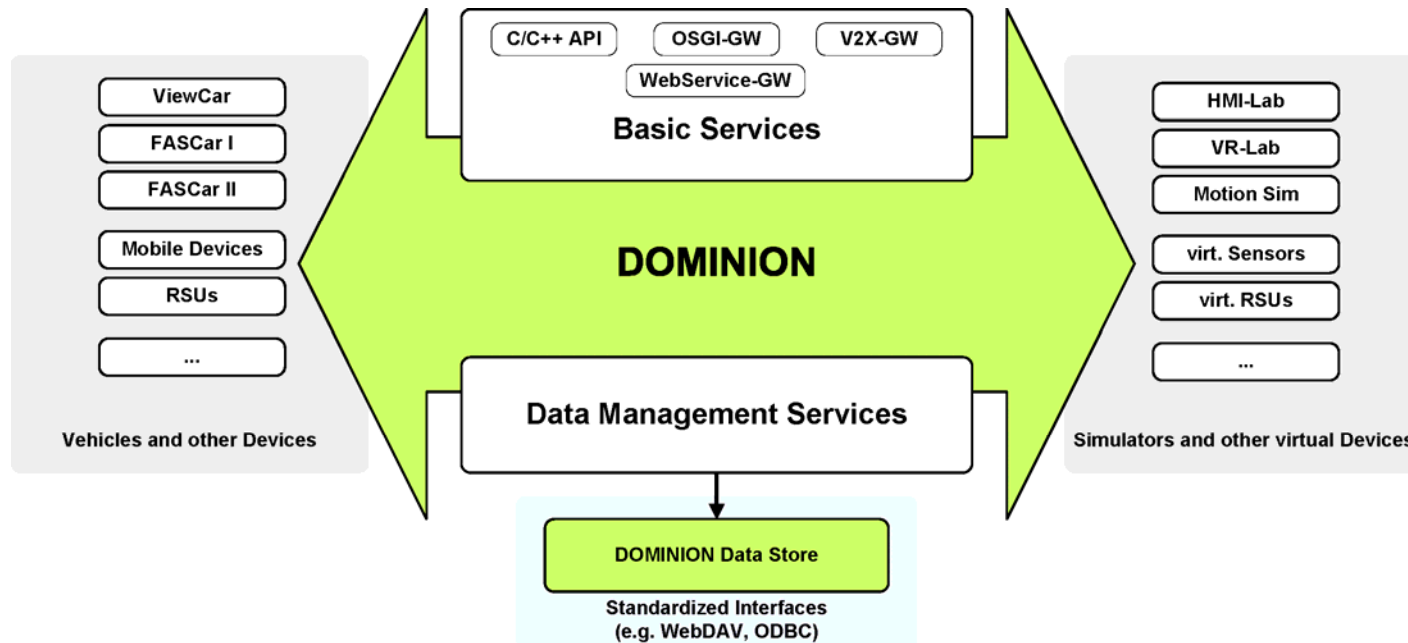 C/C++ API
OSGI-GW
V2X-GW
WebService-GW
Basic Services
ViewCar
FASCar I
FASCar II
Mobile Devices
RSUs
...
Vehicles and other Devices
DOMINION
HMI-Lab
VR-Lab
Motion Sim
virt. Sensors
virt. RSUs
...
Simulators and other virtual Devices
Data Management Services
DOMINION Data Store
Standardized Interfaces
(e.g. WebDAV, ODBC)